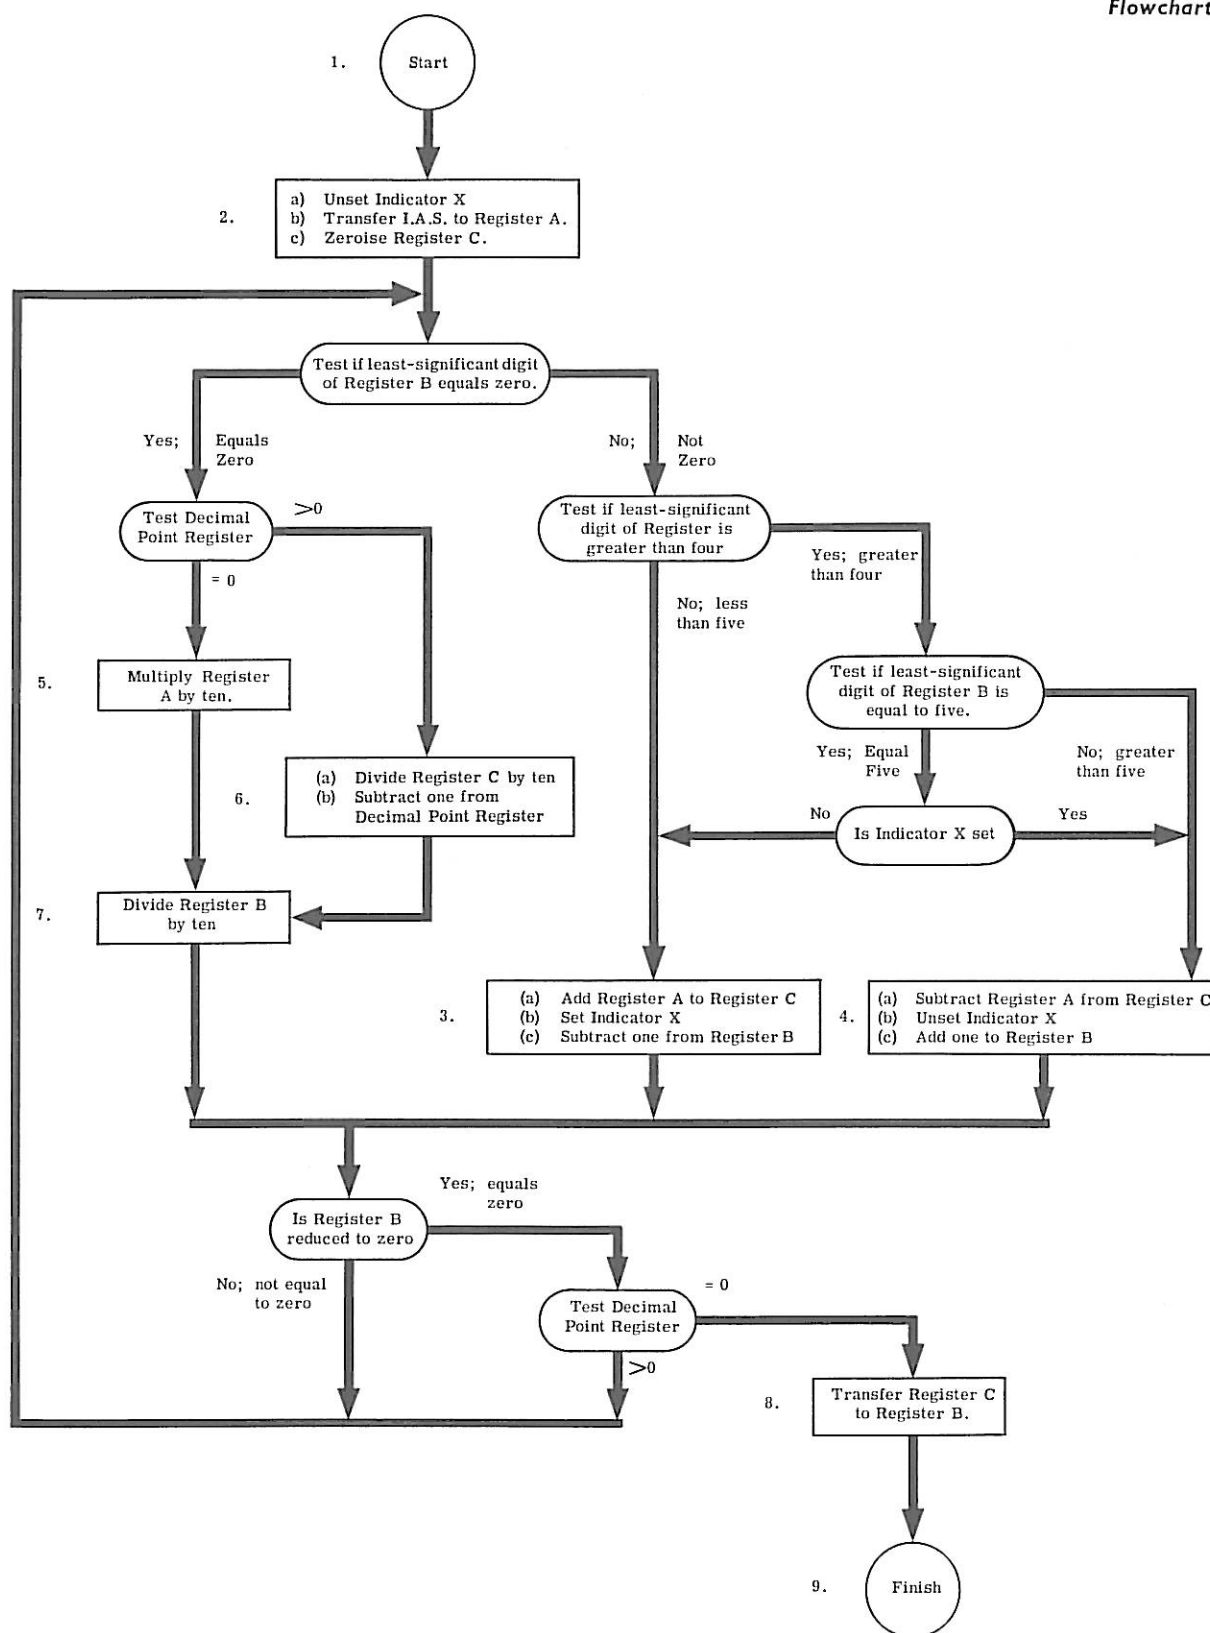 Flowchart
1.
Start
2.
a) Unset Indicator X
b) Transfer I.A.S. to Register A.
c) Zeroise Register C.
Test if least-significant digit
of Register B equals zero.
Yes; Equals
Zero
No; Not
Zero
Test Decimal
Point Register
>0
= 0
Test if least-significant
digit of Register is
greater than four
Yes; greater
than four
No; less
than five
5.
Multiply Register
A by ten.
Test if least-significant
digit of Register B is
equal to five.
Yes; Equal
Five
No; greater
than five
6.
(a) Divide Register C by ten
(b) Subtract one from
Decimal Point Register
No
Is Indicator X set
Yes
7.
Divide Register B
by ten
3.
(a) Add Register A to Register C
(b) Set Indicator X
(c) Subtract one from Register B
4.
(a) Subtract Register A from Register C
(b) Unset Indicator X
(c) Add one to Register B
Is Register B
reduced to zero
Yes; equals
zero
No; not equal
to zero
Test Decimal
Point Register
= 0
>0
8.
Transfer Register C
to Register B.
9.
Finish